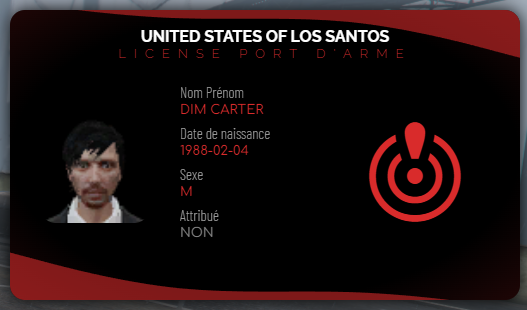 UNITED STATES OF LOS SANTOS
LICENSE PORT D'ARME
Nom Prénom
DIM CARTER
Date de naissance
1988-02-04
Sexe
M
Attribué
NON